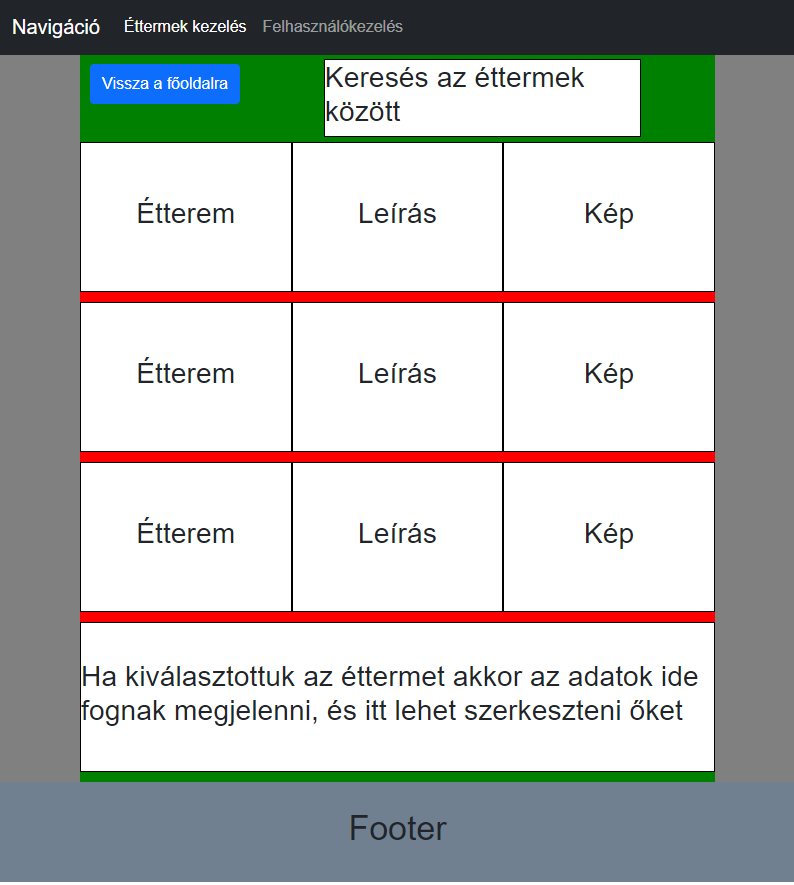 Navigáció Éttermek kezelés Felhasználókezelés
Vissza a főoldalra
Keresés az éttermek
között
Étterem Leírás Kép
Étterem Leírás Kép
Étterem Leírás Kép
Ha kiválasztottuk az éttermet akkor az adatok ide
fognak megjelenni, és itt lehet szerkeszteni őket
Footer